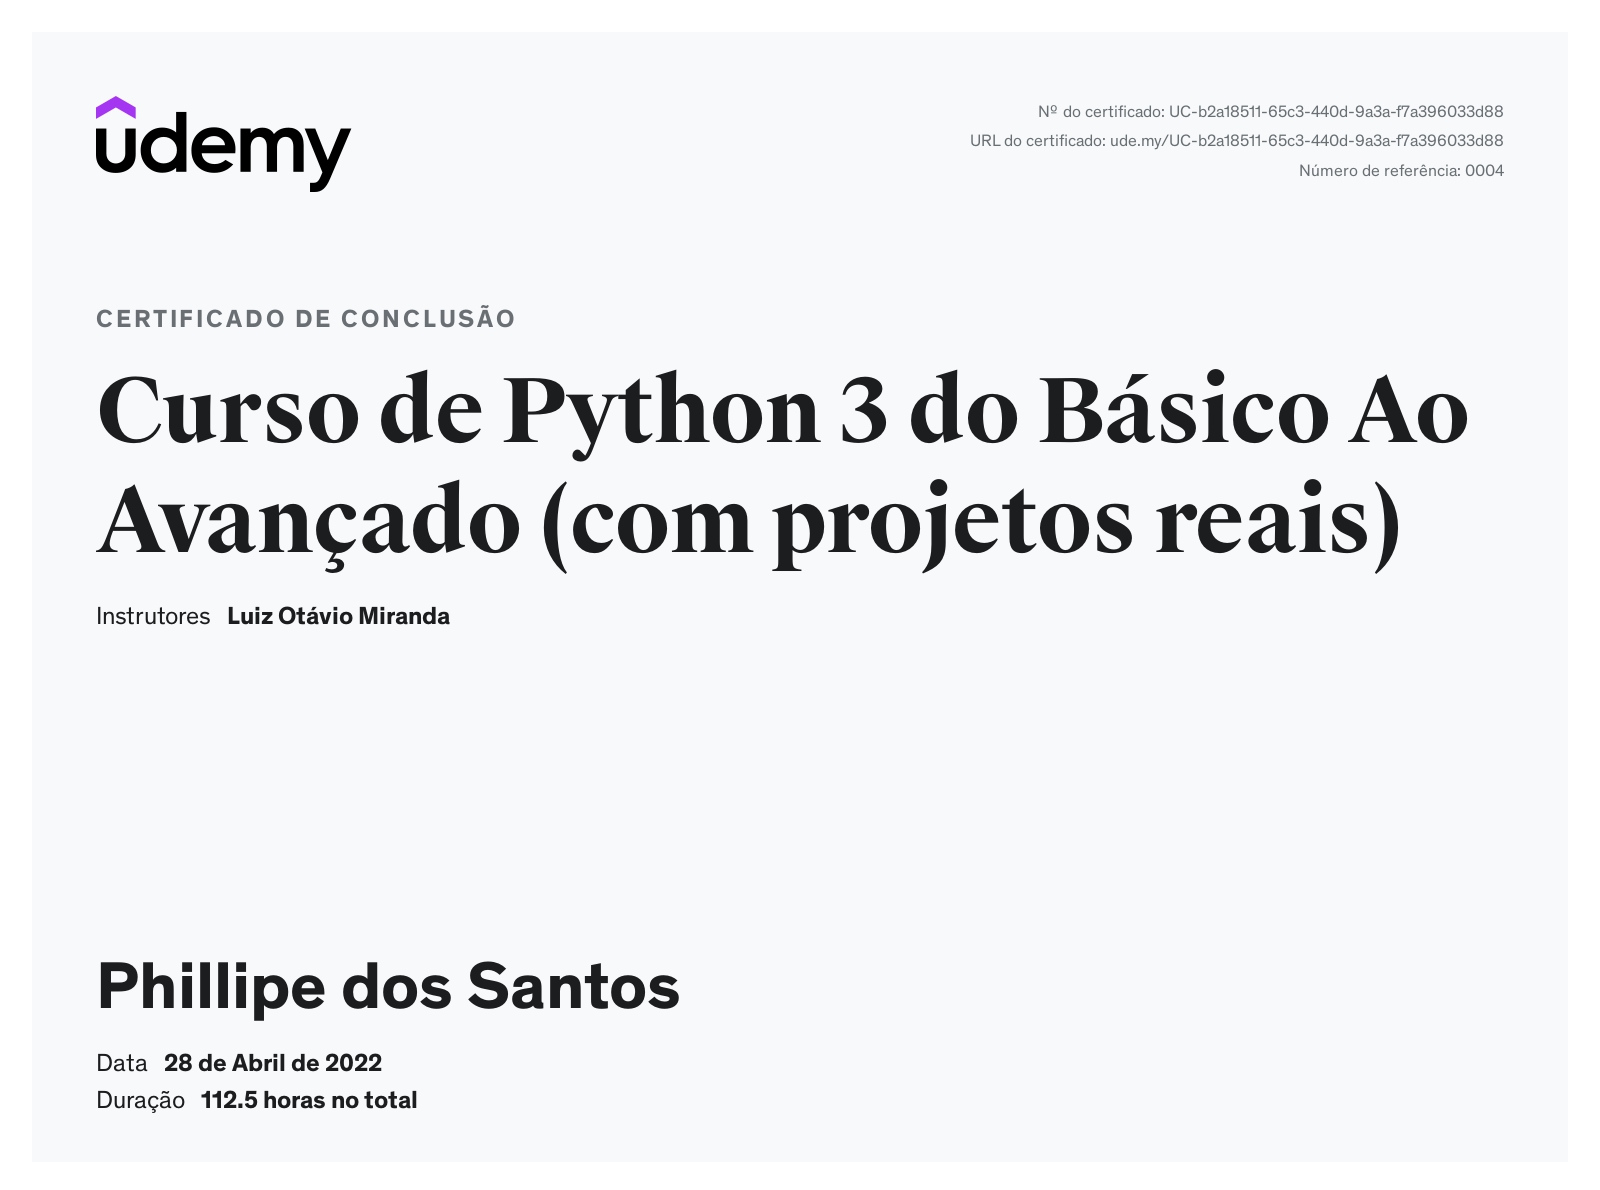 udemy
Nº do certificado: UC-b2a18511-65c3-440d-9a3a-f7a396033d88
URL do certificado: ude.my/UC-b2a18511-65c3-440d-9a3a-f7a396033d88
Número de referência: 0004
CERTIFICADO DE CONCLUSÃO
Curso de Python 3 do Básico Ao
Avançado (com projetos reais)
Instrutores Luiz Otávio Miranda
Phillipe dos Santos
Data 28 de Abril de 2022
Duração 112.5 horas no total